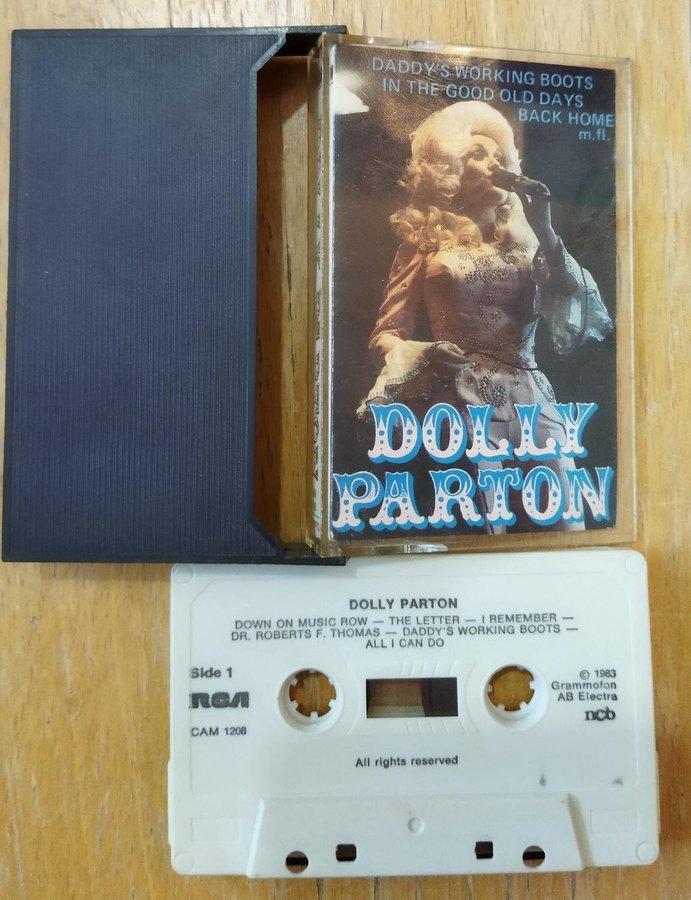 DADDY'S WORKING BOOTS
IN THE GOOD OLD DAYS
BACK HOME
m.fl.
DOLLY
PARTON
DOLLY PARTON
DOWN ON MUSIC ROW — THE LETTER — I REMEMBER —
DR. ROBERTS F. THOMAS — DADDY'S WORKING BOOTS —
ALL I CAN DO
Side 1
RCA
CAM 1208
© 1983
Grammofon
AB Electra
ncb
All rights reserved